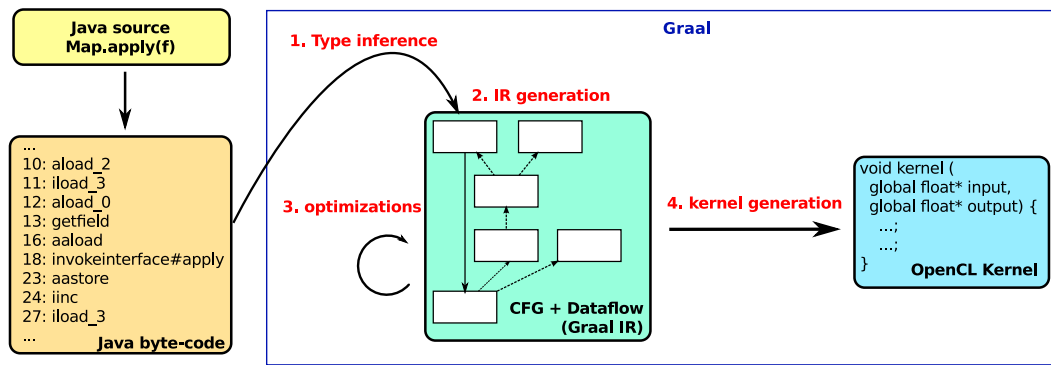 Java source
Map.apply(f)
...
10: aload_2
11: iload_3
12: aload_0
13: getfield
16: aaload
18: invokeinterface#apply
23: aastore
24: iinc
27: iload_3
...
Java byte-code
Graal
1. Type inference
2. IR generation
3. optimizations
CFG + Dataflow
(Graal IR)
4. kernel generation
void kernel (
global float* input,
global float* output) {
...;
...;
}
OpenCL Kernel